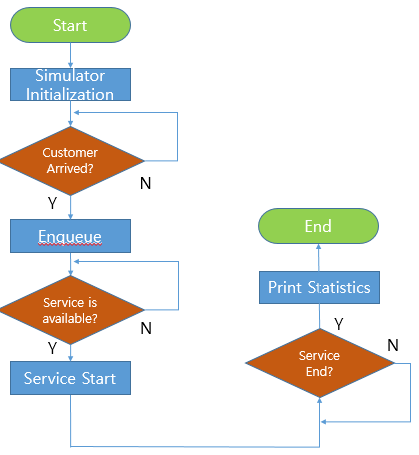 Start
Simulator
Initialization
Customer
Arrived?
N
Y
Enqueue
Service is
available?
N
Y
Service Start
End
Print Statistics
Y
N
Service
End?